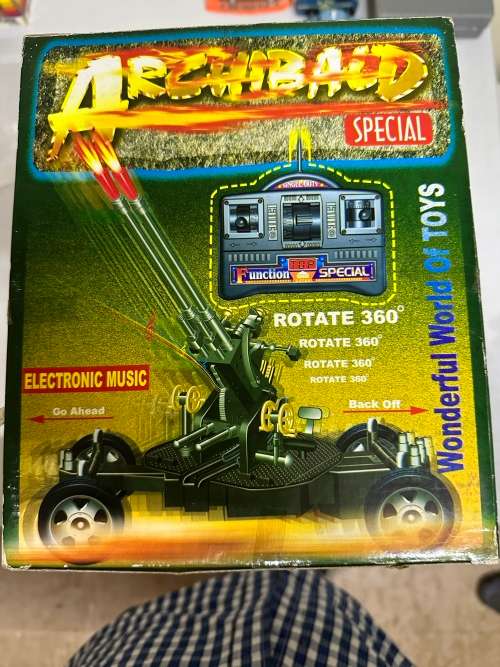 ARCHIBALD
SPECIAL
Function
SPECIAL
Wonderful World Of TOYS
ROTATE 360°
ROTATE 360°
ROTATE 360°
ROTATE 360°
ELECTRONIC MUSIC
Go Ahead
Back Off